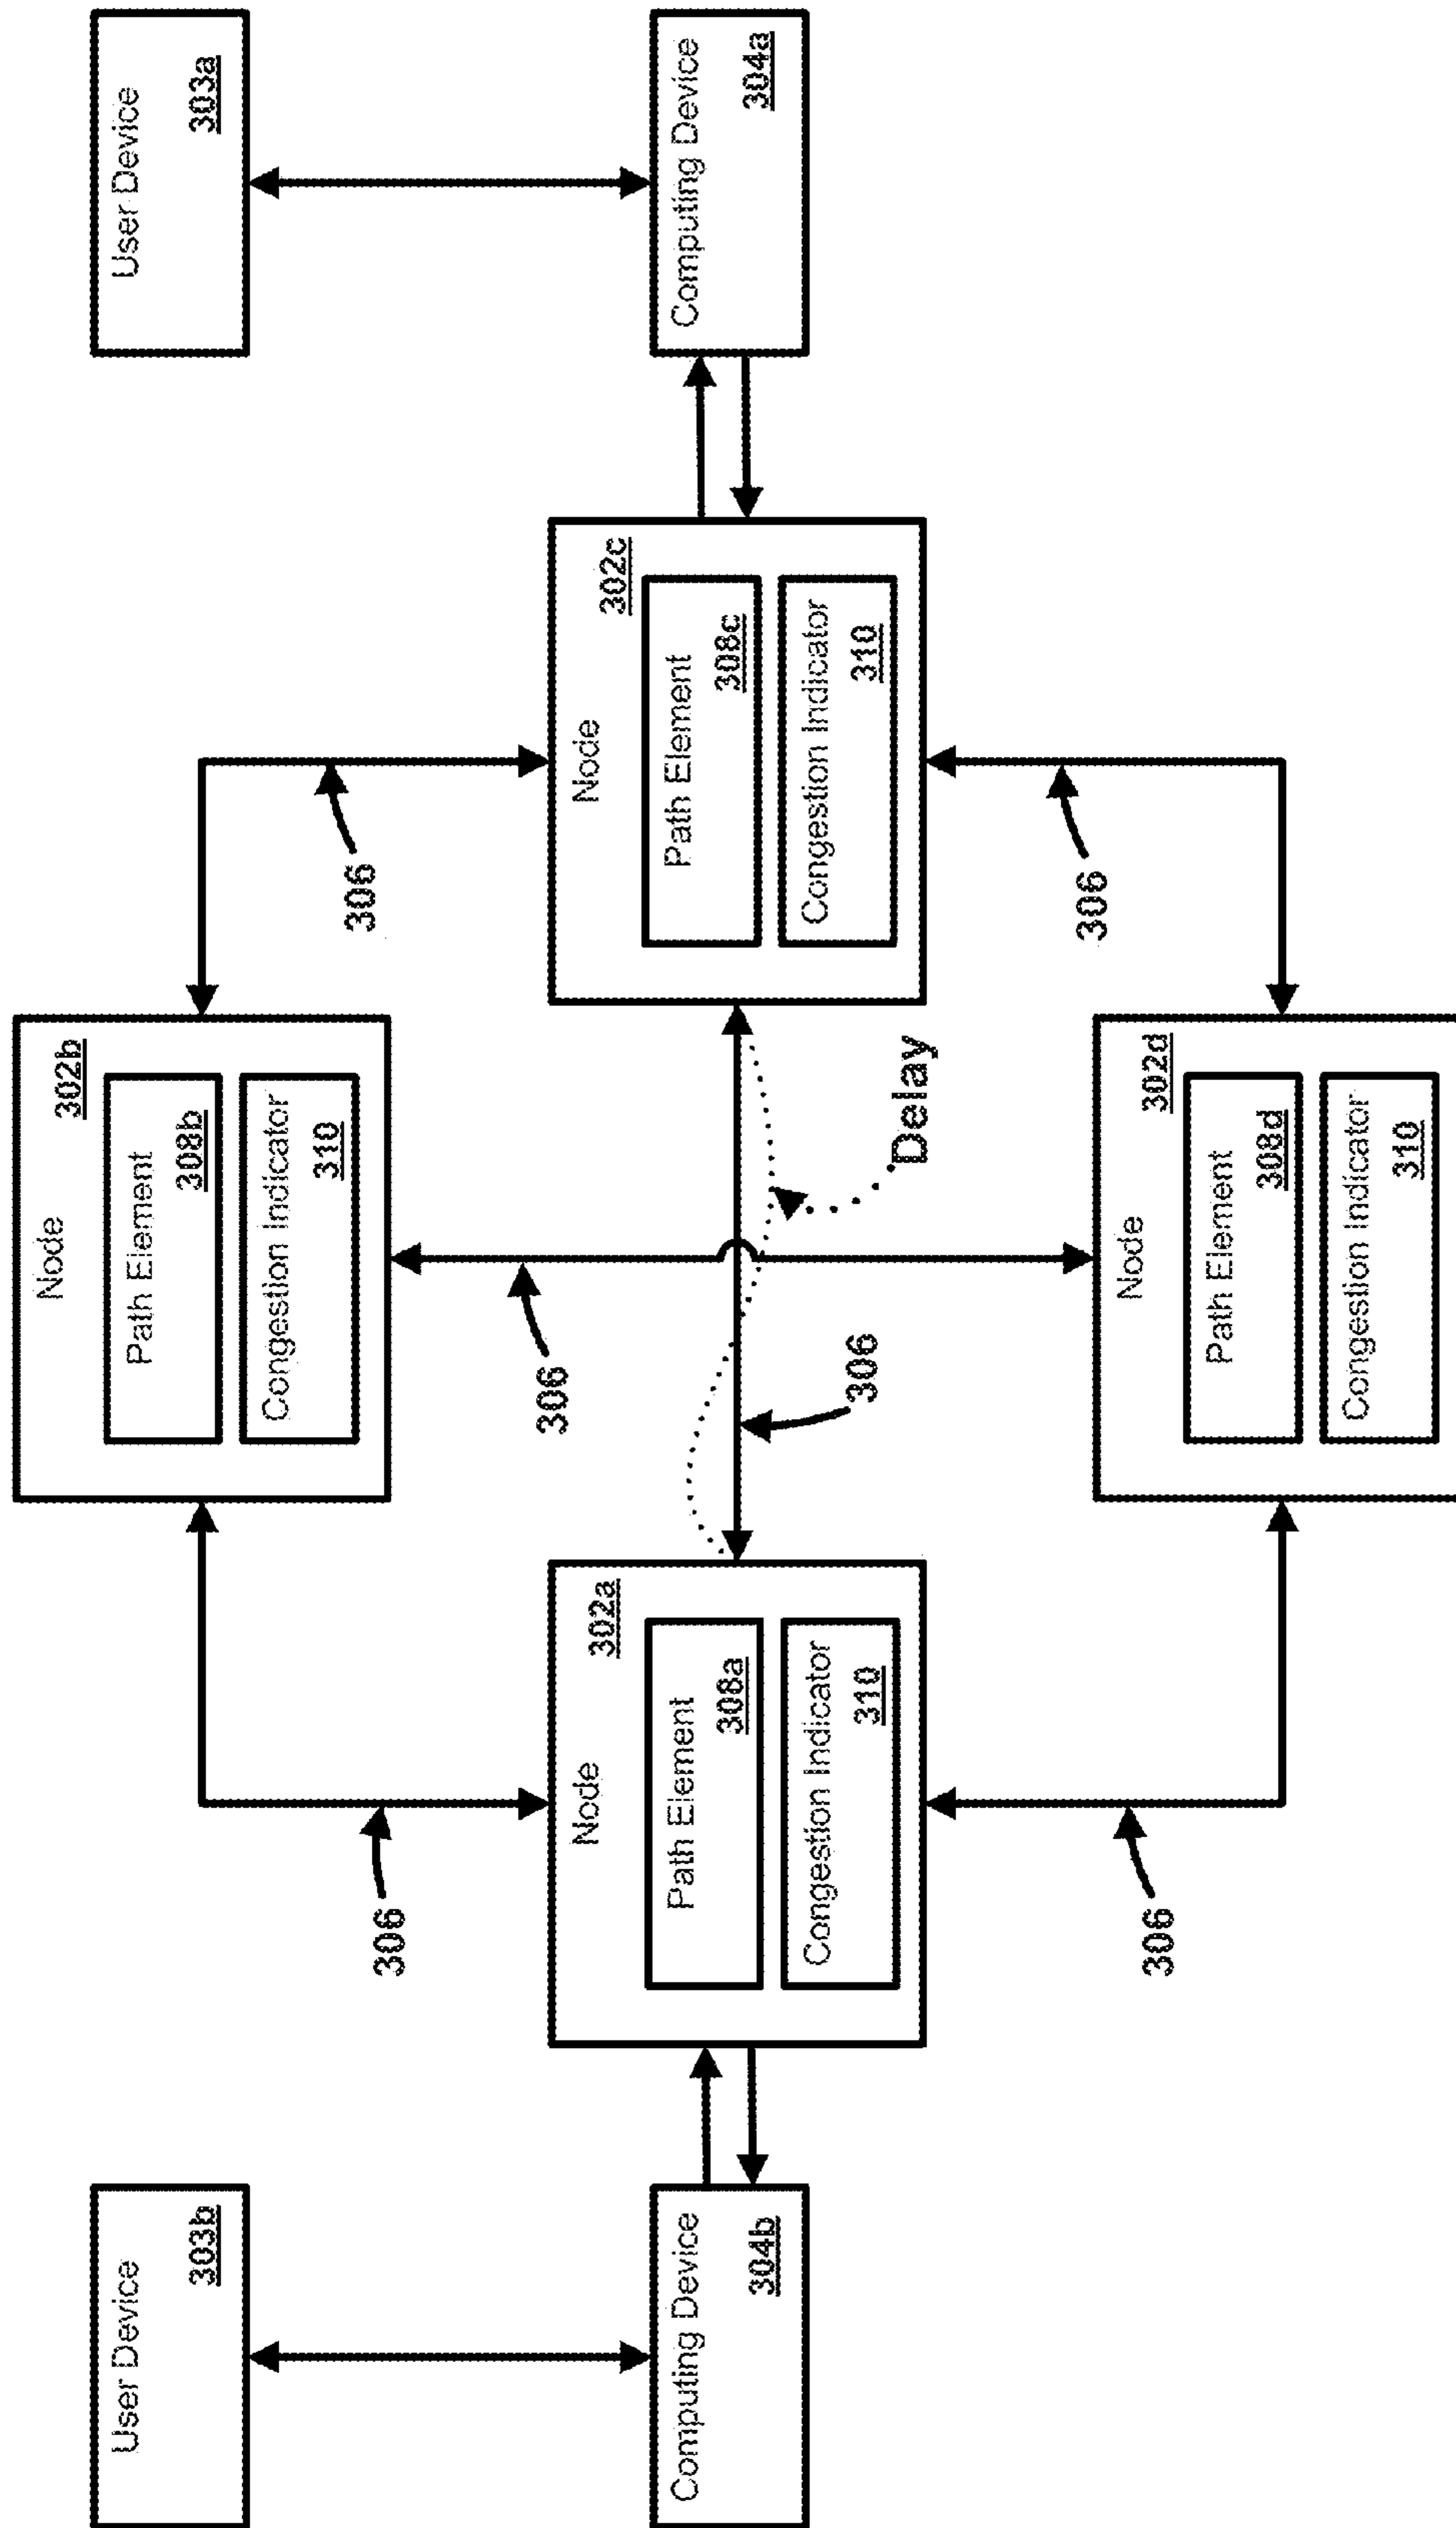 User Device
303b
Computing Device
304b
306
Node
302a
Path Element
308a
Congestion Indicator
310
306
Node
302b
Path Element
308b
Congestion Indicator
310
306
306
Delay
Node
302d
Path Element
308d
Congestion Indicator
310
306
Node
302c
Path Element
308c
Congestion Indicator
310
306
User Device
303a
Computing Device
304a